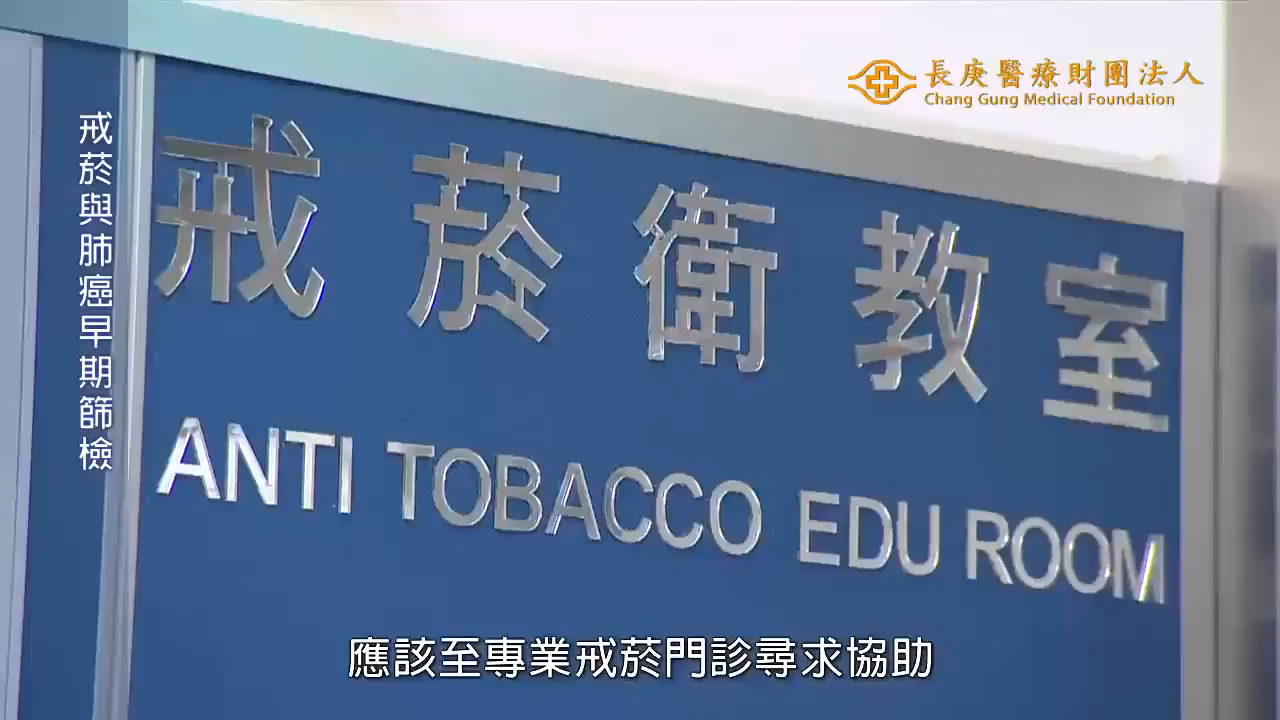 長庚醫療財團法人
Chang Gung Medical Foundation
戒菸與肺癌早期篩檢
戒菸衛教室
ANTI TOBACCO EDU ROOM
應該至專業戒菸門診尋求協助